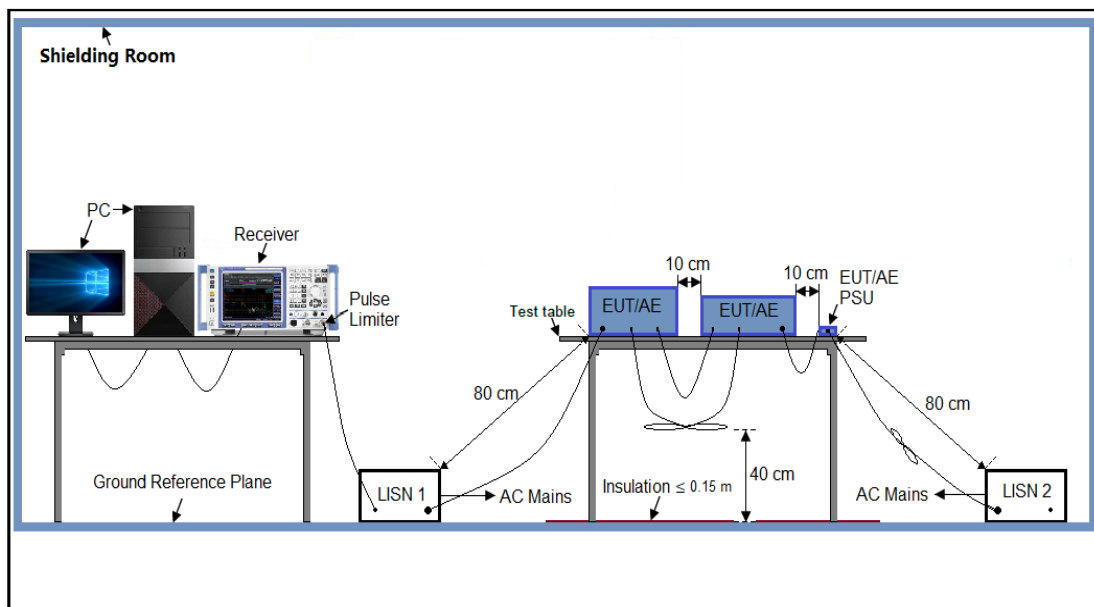 Shielding Room
PC
Receiver
Pulse
Limiter
10 cm
10 cm
EUT/AE
PSU
EUT/AE
EUT/AE
Test table
80 cm
80 cm
40 cm
Ground Reference Plane
LISN 1
AC Mains
Insulation ≤ 0.15 m
AC Mains
LISN 2